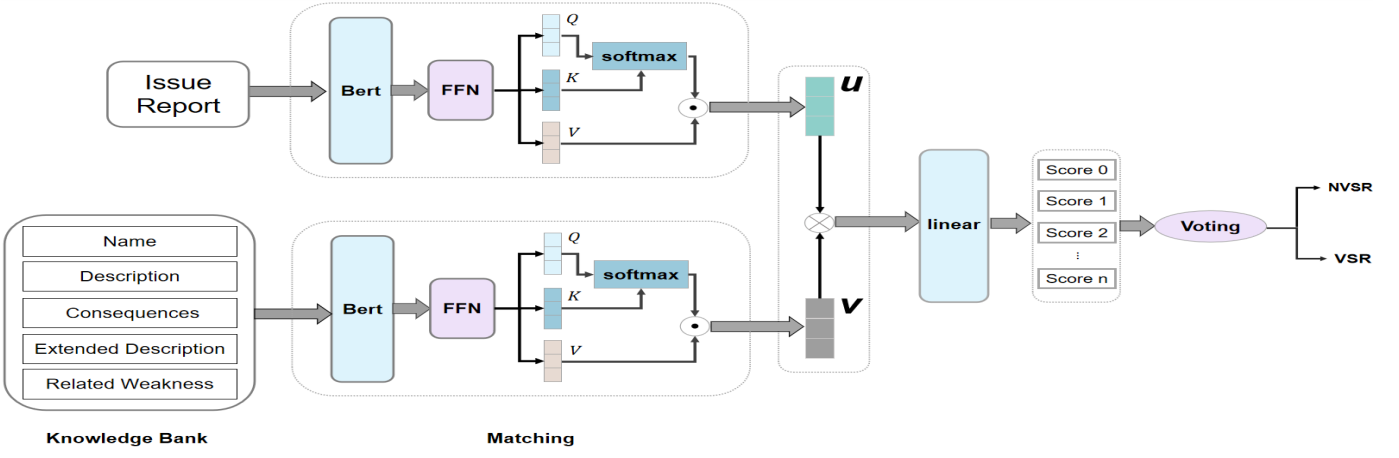 Issue
Report
Bert
FFN
Q
K
V
softmax
u
Name
Description
Consequences
Extended Description
Related Weakness
Knowledge Bank
Bert
FFN
Q
K
V
softmax
v
Matching
linear
Score 0
Score 1
Score 2
⋮
Score n
Voting
NVSR
VSR